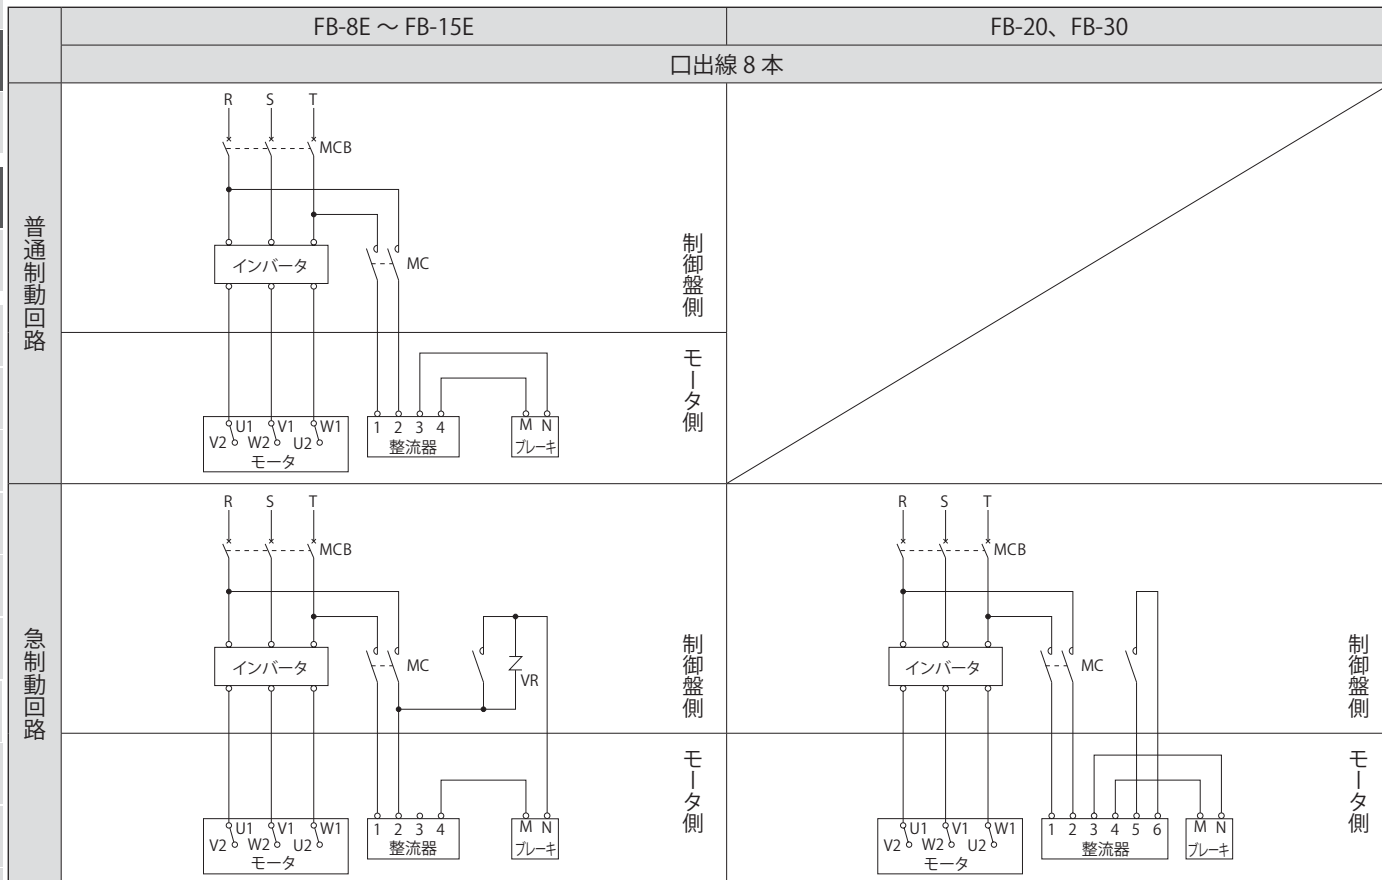 FB-8E ～ FB-15E
FB-20、FB-30
口出線 8 本
普通制動回路
R S T
MCB
インバータ
MC
制御盤側
モータ側
U1 V1 W1
V2 W2 U2
モータ
1 2 3 4
整流器
M N
ブレーキ
急制動回路
R S T
MCB
インバータ
MC
VR
制御盤側
モータ側
U1 V1 W1
V2 W2 U2
モータ
1 2 3 4
整流器
M N
ブレーキ
R S T
MCB
インバータ
MC
制御盤側
モータ側
U1 V1 W1
V2 W2 U2
モータ
1 2 3 4 5 6
整流器
M N
ブレーキ